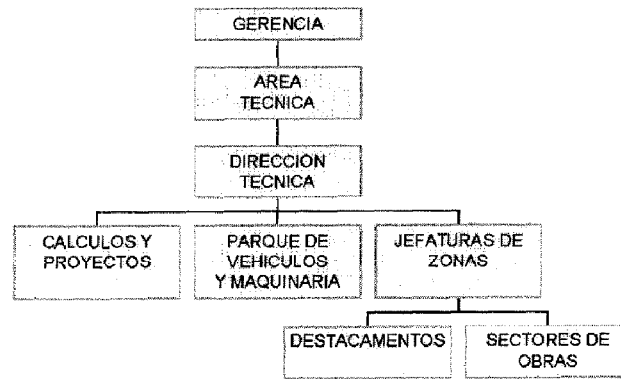 GERENCIA
AREA
TECNICA
DIRECCION
TECNICA
CALCULOS Y
PROYECTOS
PARQUE DE
VEHICULOS
Y MAQUINARIA
JEFATURAS DE
ZONAS
DESTACAMENTOS
SECTORES DE
OBRAS